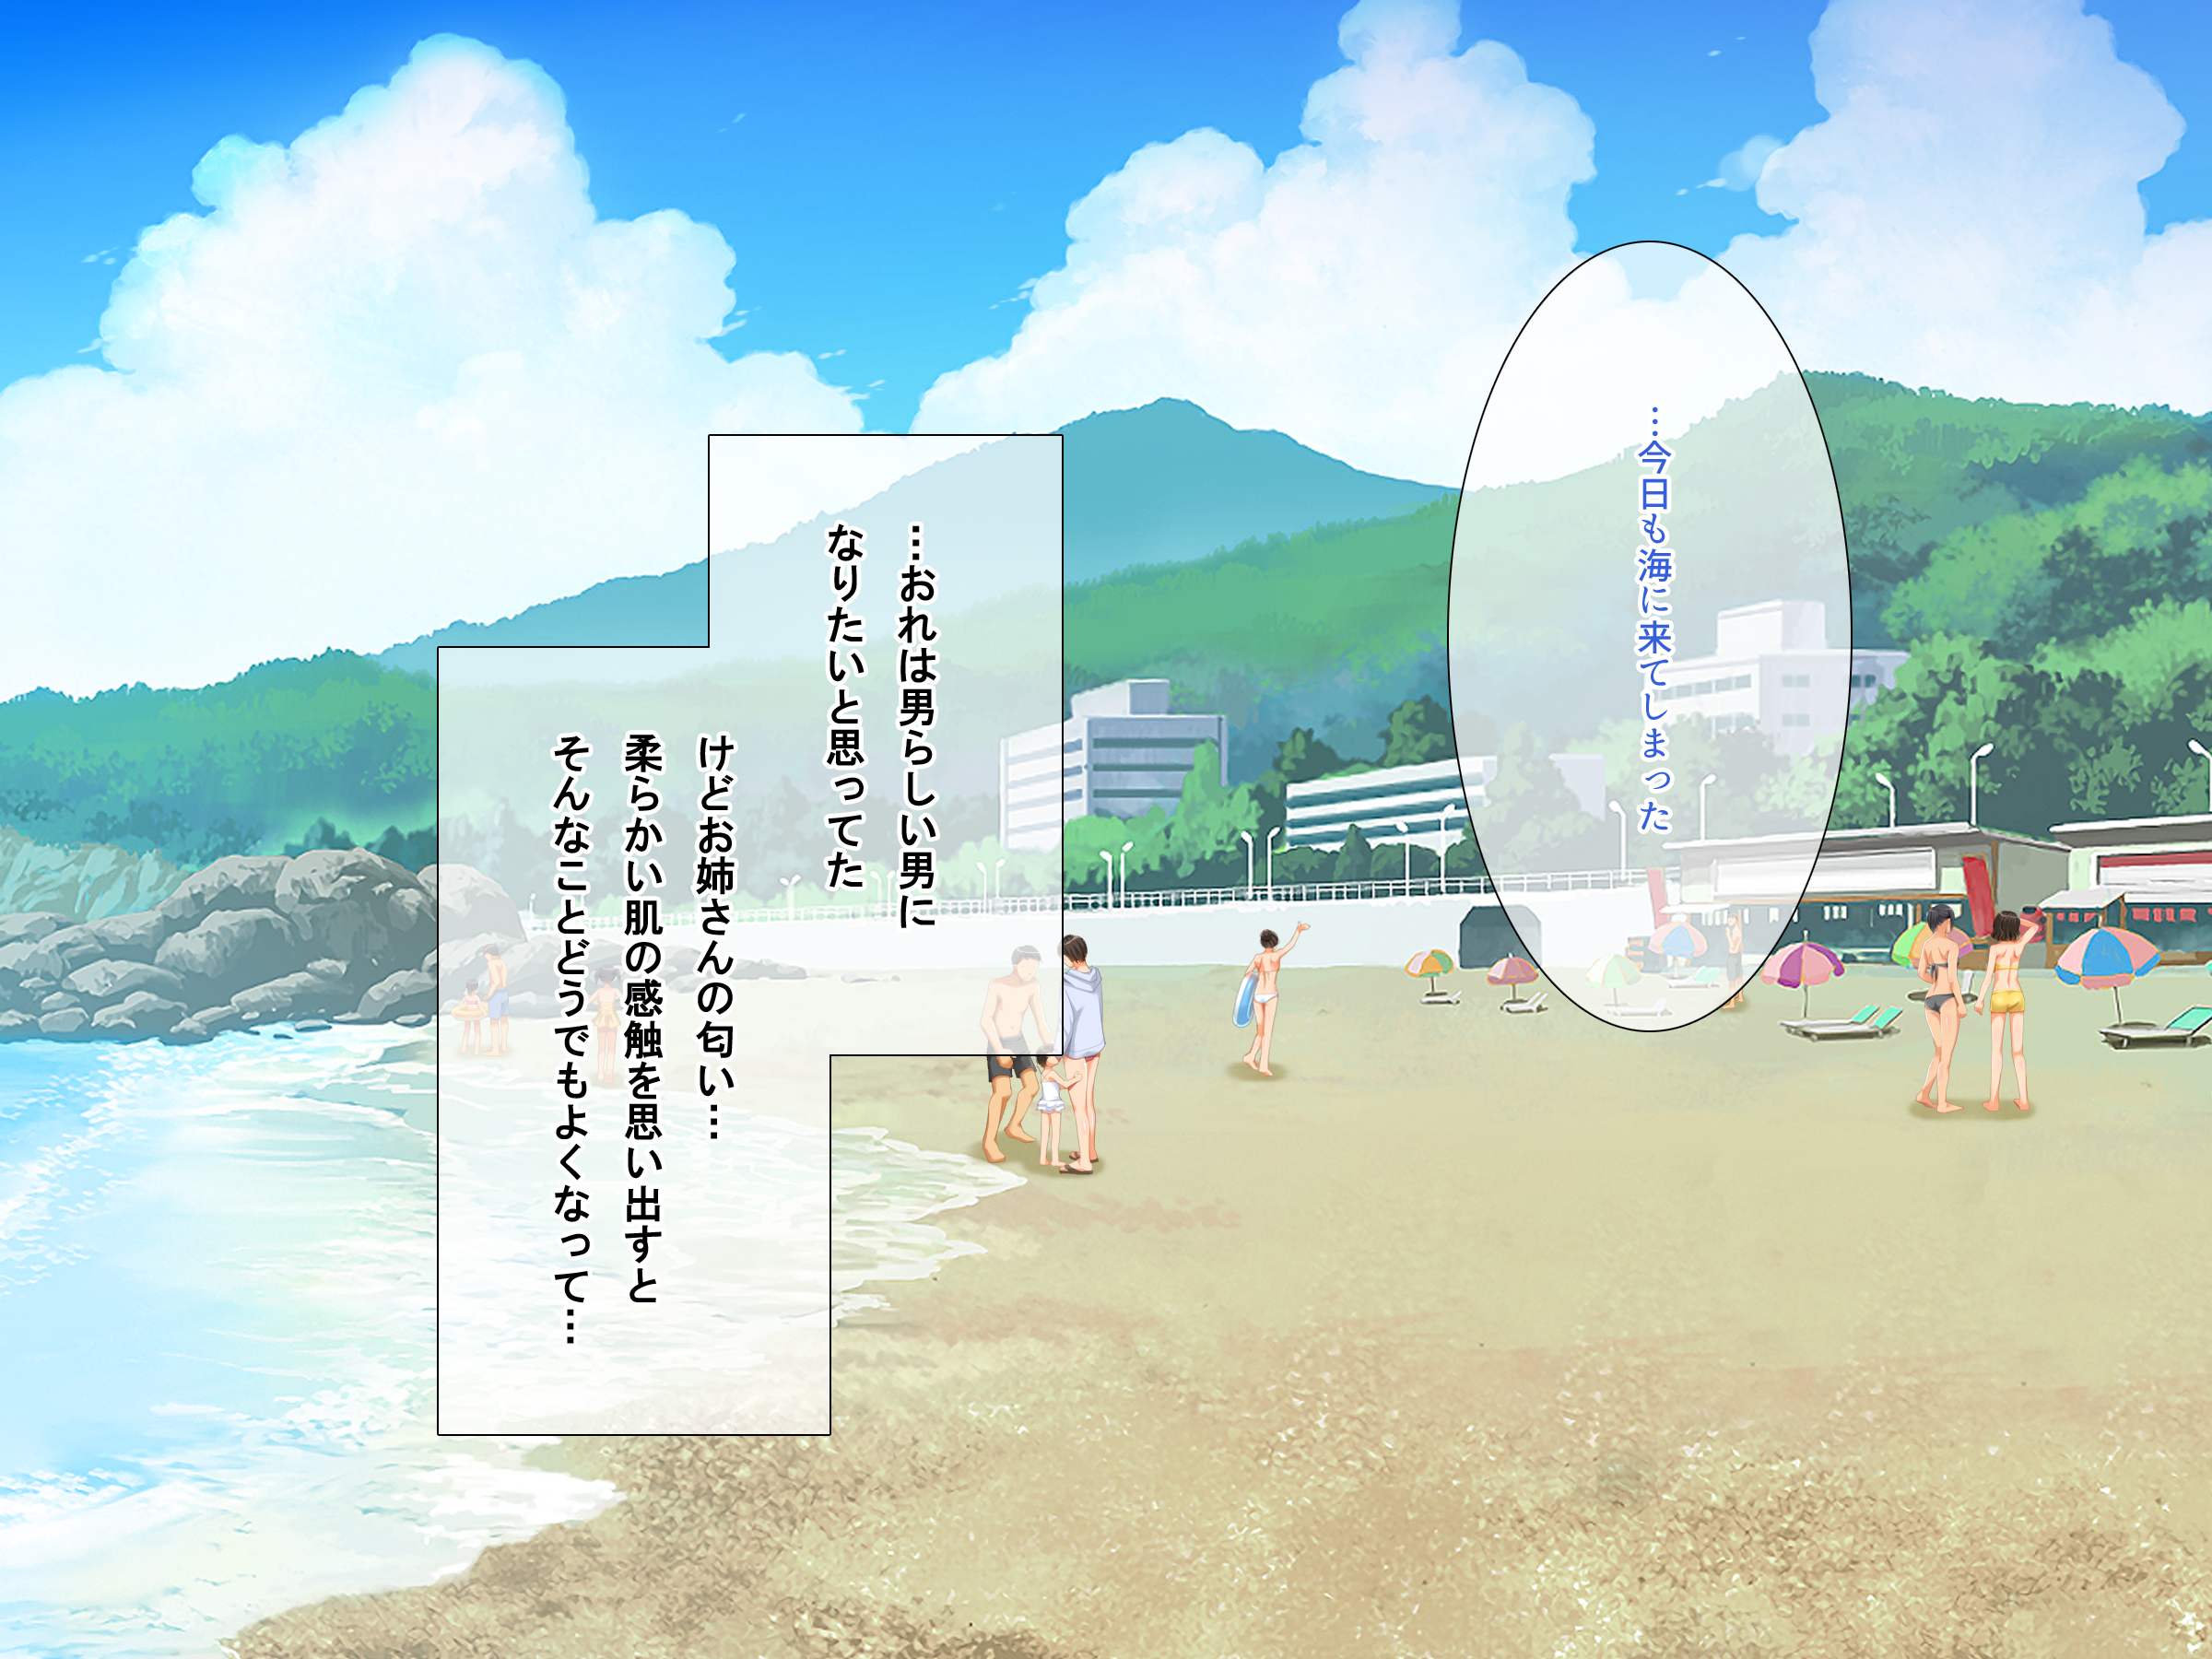 …今日も海に来てしまった
…おれは男らしい男に
なりたいと思ってた
けどお姉さんの匂い…
柔らかい肌の感触を思い出すと
そんなことどうでもよくなって…